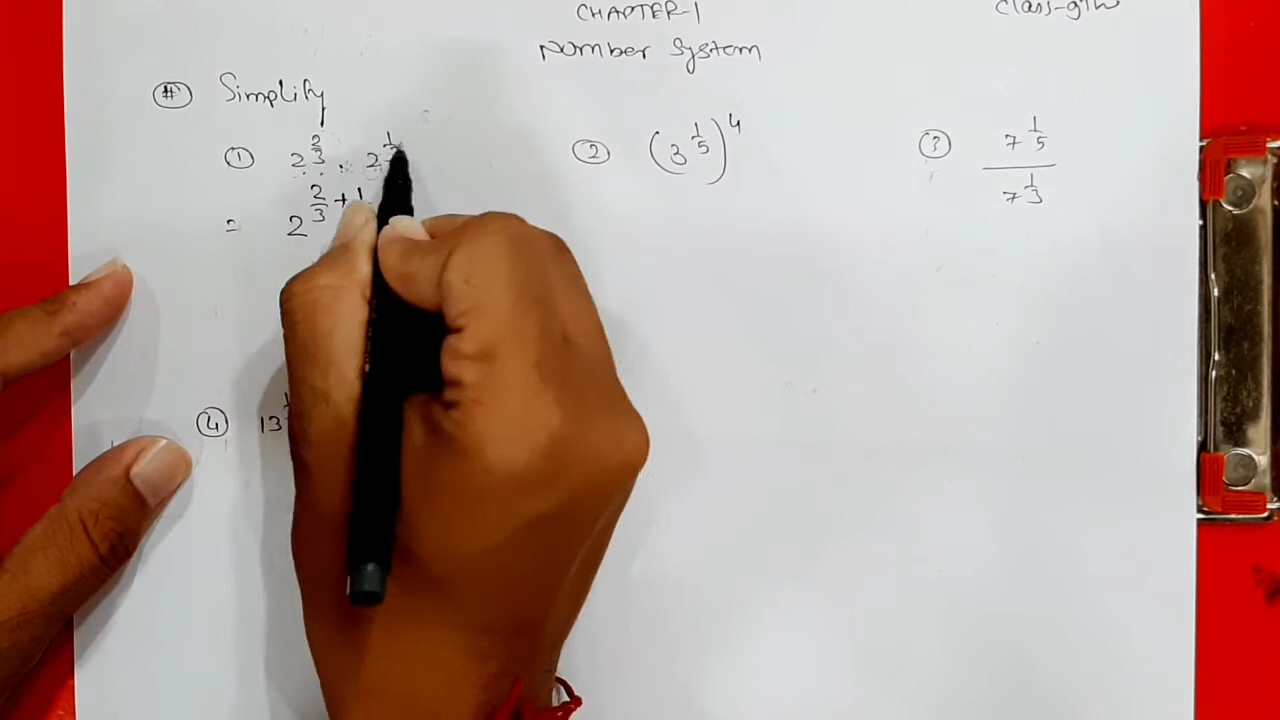 CHAPTER-1
Class-9th
Number System
# Simplify
① 2^(2/3) · 2^(1/
② (3^(1/5))^4
③ 7^(1/5) / 7^(1/3)
= 2^(2/3 + 1
④ 13